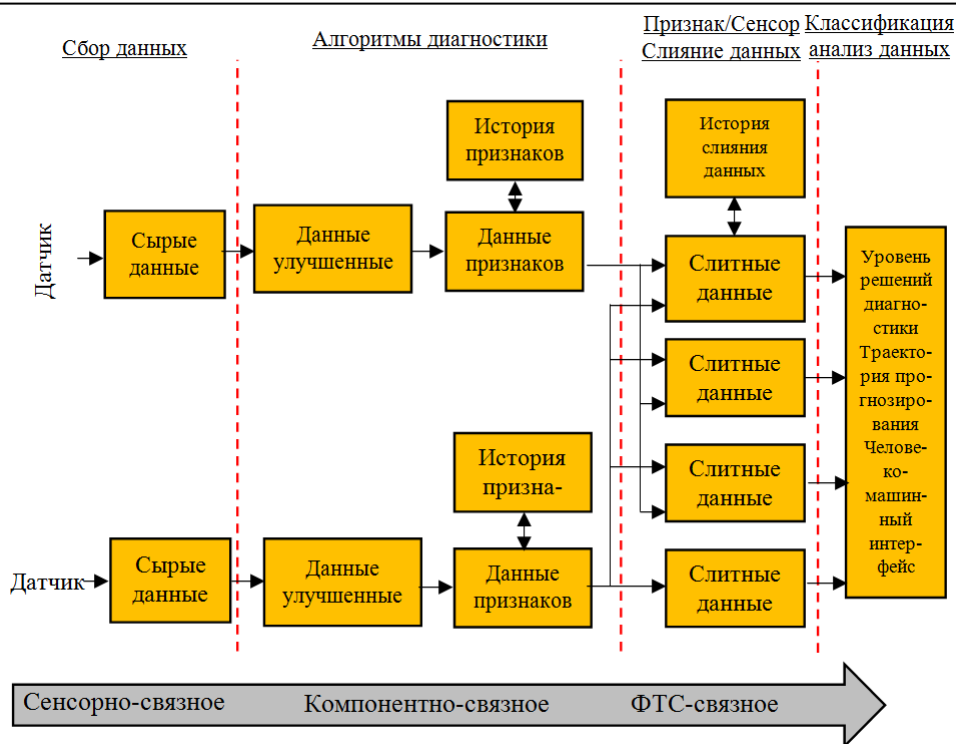 Сбор данных
Алгоритмы диагностики
Признак/Сенсор
Слияние данных
Классификация
анализ данных
История
признаков
История
слияния
данных
Датчик
Сырые
данные
Данные
улучшенные
Данные
признаков
Слитные
данные
Слитные
данные
Слитные
данные
Слитные
данные
Уровень
решений
диагно-
стики
Траекто-
рия про-
гнозиро-
вания
Челове-
ко-
машин-
ный
интер-
фейс
История
призна-
Датчик
Сырые
данные
Данные
улучшенные
Данные
признаков
Сенсорно-связное
Компонентно-связное
ФТС-связное